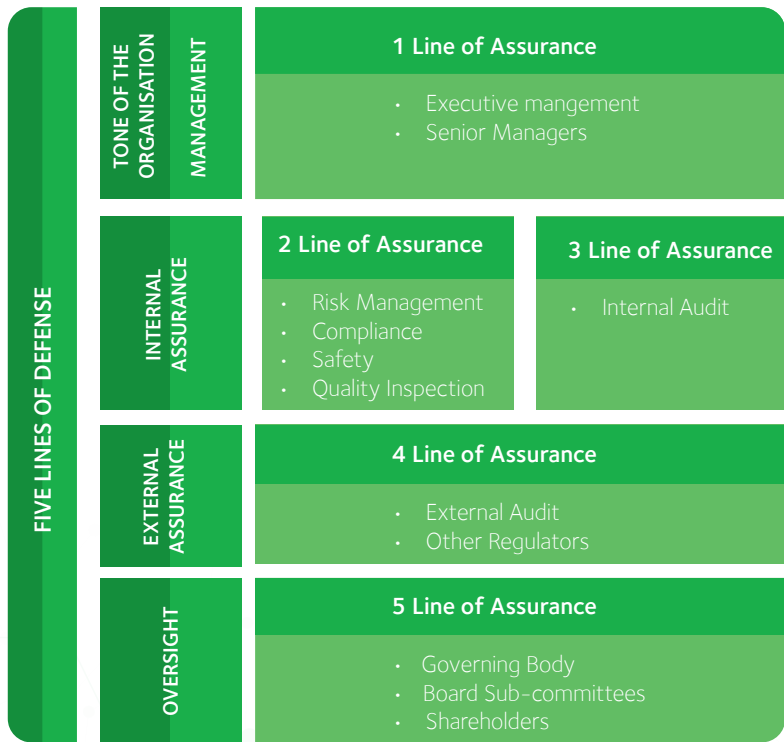 FIVE LINES OF DEFENSE
TONE OF THE
ORGANISATION
MANAGEMENT
1 Line of Assurance
• Executive mangement
• Senior Managers
INTERNAL
ASSURANCE
2 Line of Assurance
• Risk Management
• Compliance
• Safety
• Quality Inspection
3 Line of Assurance
• Internal Audit
EXTERNAL
ASSURANCE
4 Line of Assurance
• External Audit
• Other Regulators
OVERSIGHT
5 Line of Assurance
• Governing Body
• Board Sub-committees
• Shareholders